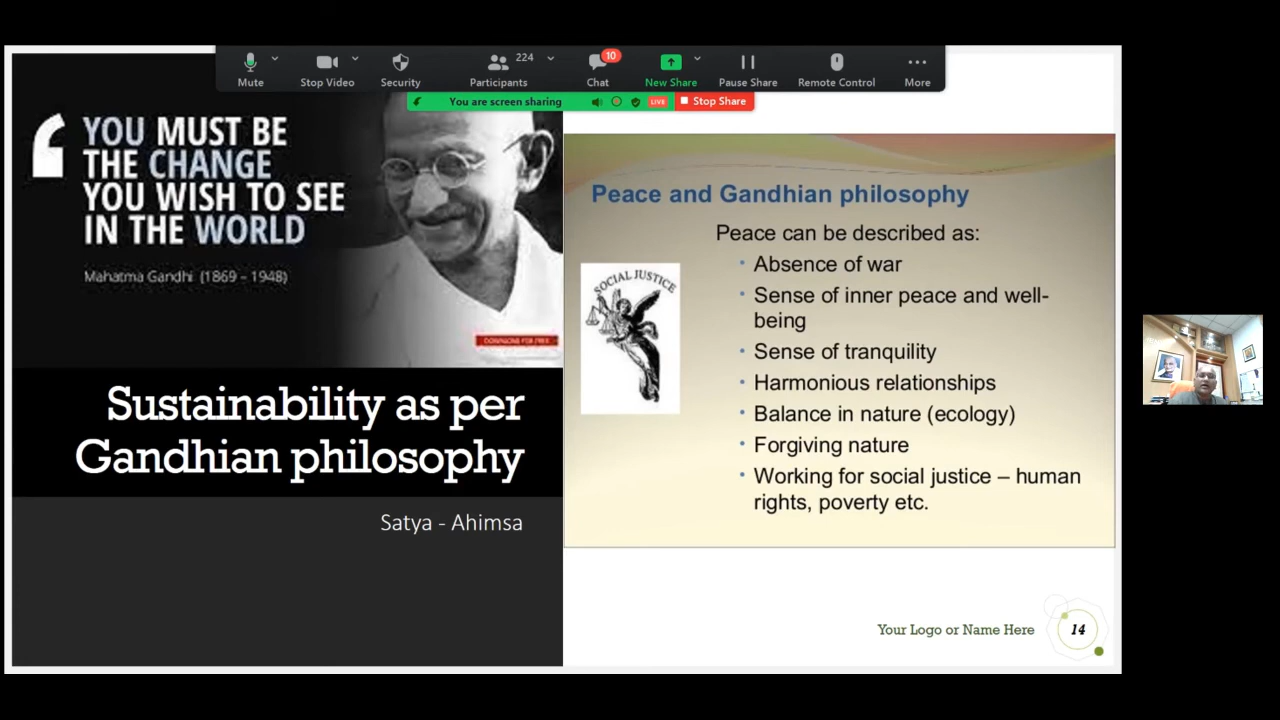 224
10
Mute
Stop Video
Security
Participants
Chat
New Share
Pause Share
Remote Control
More
You are screen sharing
LIVE
Stop Share
YOU MUST BE
THE CHANGE
YOU WISH TO SEE
IN THE WORLD
Mahatma Gandhi (1869 – 1948)
DOWNLOAD FOR FREE
Sustainability as per
Gandhian philosophy
Satya - Ahimsa
Peace and Gandhian philosophy
Peace can be described as:
SOCIAL JUSTICE
• Absence of war
• Sense of inner peace and well-
being
• Sense of tranquility
• Harmonious relationships
• Balance in nature (ecology)
• Forgiving nature
• Working for social justice – human
rights, poverty etc.
Your Logo or Name Here
14